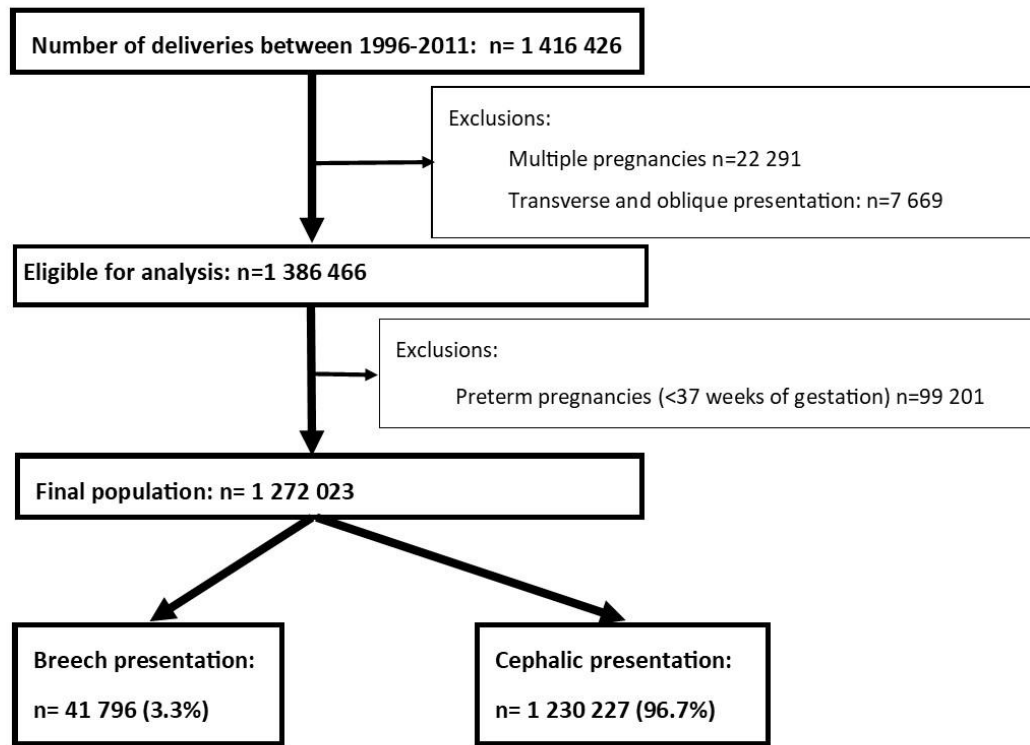 Number of deliveries between 1996-2011: n= 1 416 426
Exclusions:
Multiple pregnancies n=22 291
Transverse and oblique presentation: n=7 669
Eligible for analysis: n=1 386 466
Exclusions:
Preterm pregnancies (<37 weeks of gestation) n=99 201
Final population: n= 1 272 023
Breech presentation:
n= 41 796 (3.3%)
Cephalic presentation:
n= 1 230 227 (96.7%)